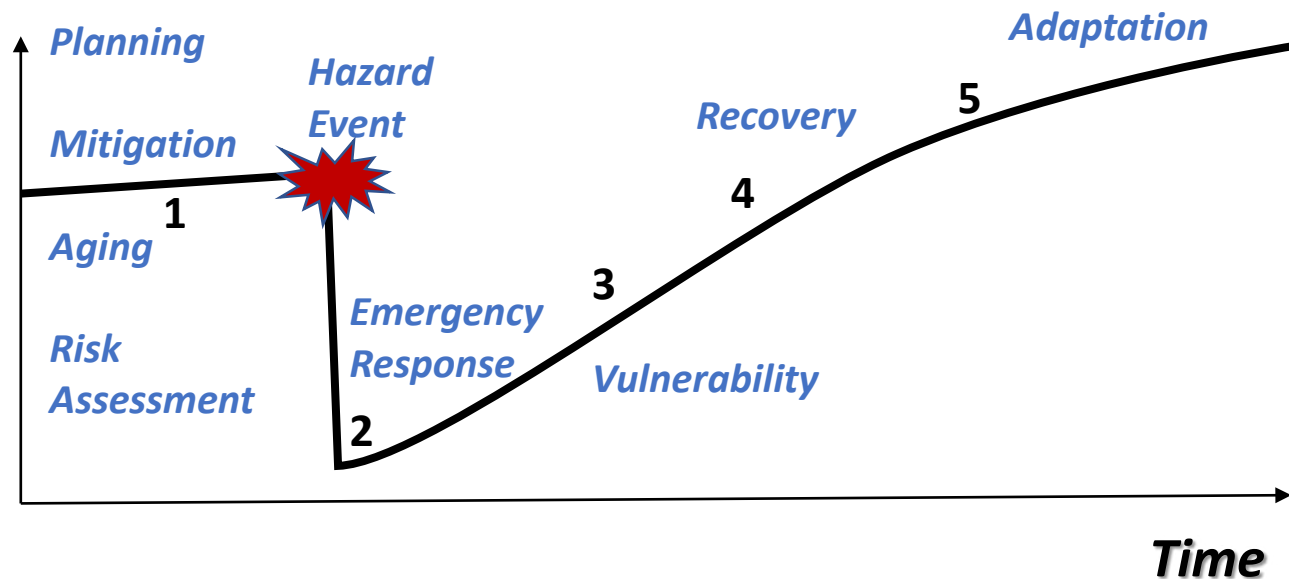 Planning
Hazard
Event
Mitigation
1
Aging
Risk
Assessment
Emergency
Response
2
3
Vulnerability
4
Recovery
5
Adaptation
Time